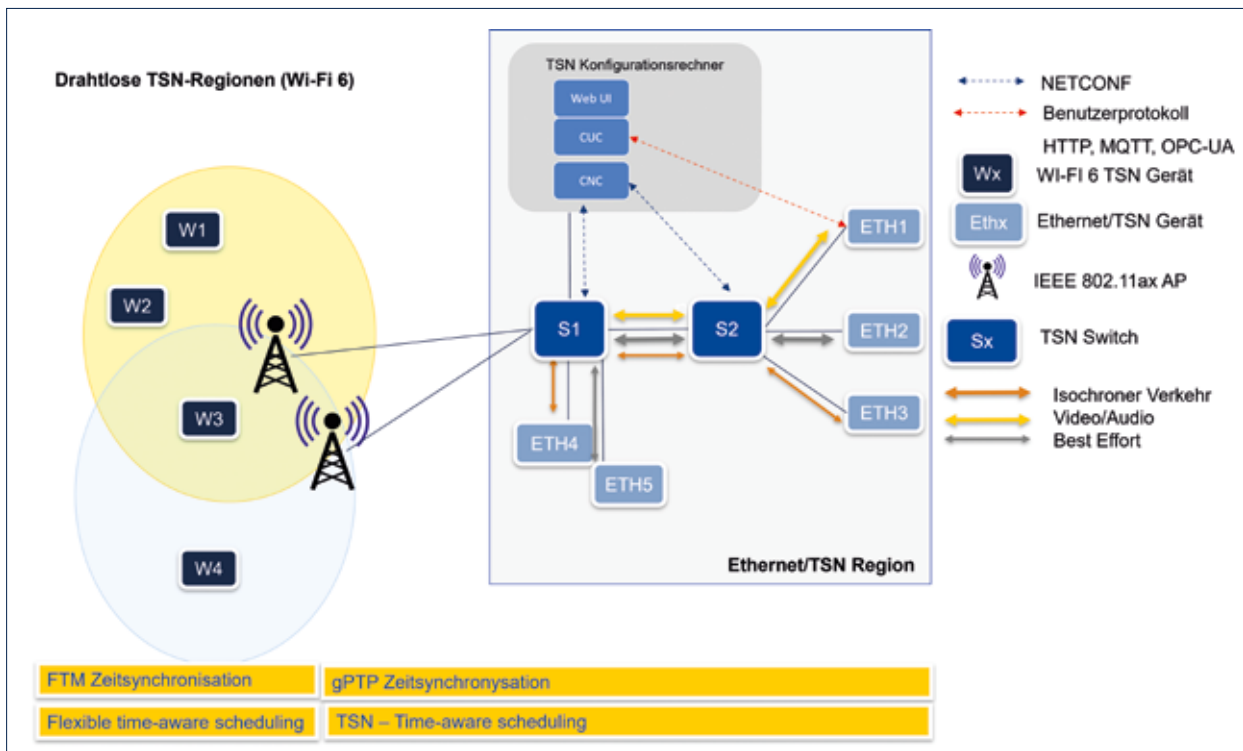 Drahtlose TSN-Regionen (Wi-Fi 6)
TSN Konfigurationsrechner
Web UI
CUC
CNC
W1
W2
W3
W4
S1
S2
ETH1
ETH2
ETH3
ETH4
ETH5
Ethernet/TSN Region
NETCONF
Benutzerprotokoll
HTTP, MQTT, OPC-UA
Wx
WI-FI 6 TSN Gerät
Ethx
Ethernet/TSN Gerät
IEEE 802.11ax AP
Sx
TSN Switch
Isochroner Verkehr
Video/Audio
Best Effort
FTM Zeitsynchronisation
gPTP Zeitsynchronysation
Flexible time-aware scheduling
TSN – Time-aware scheduling